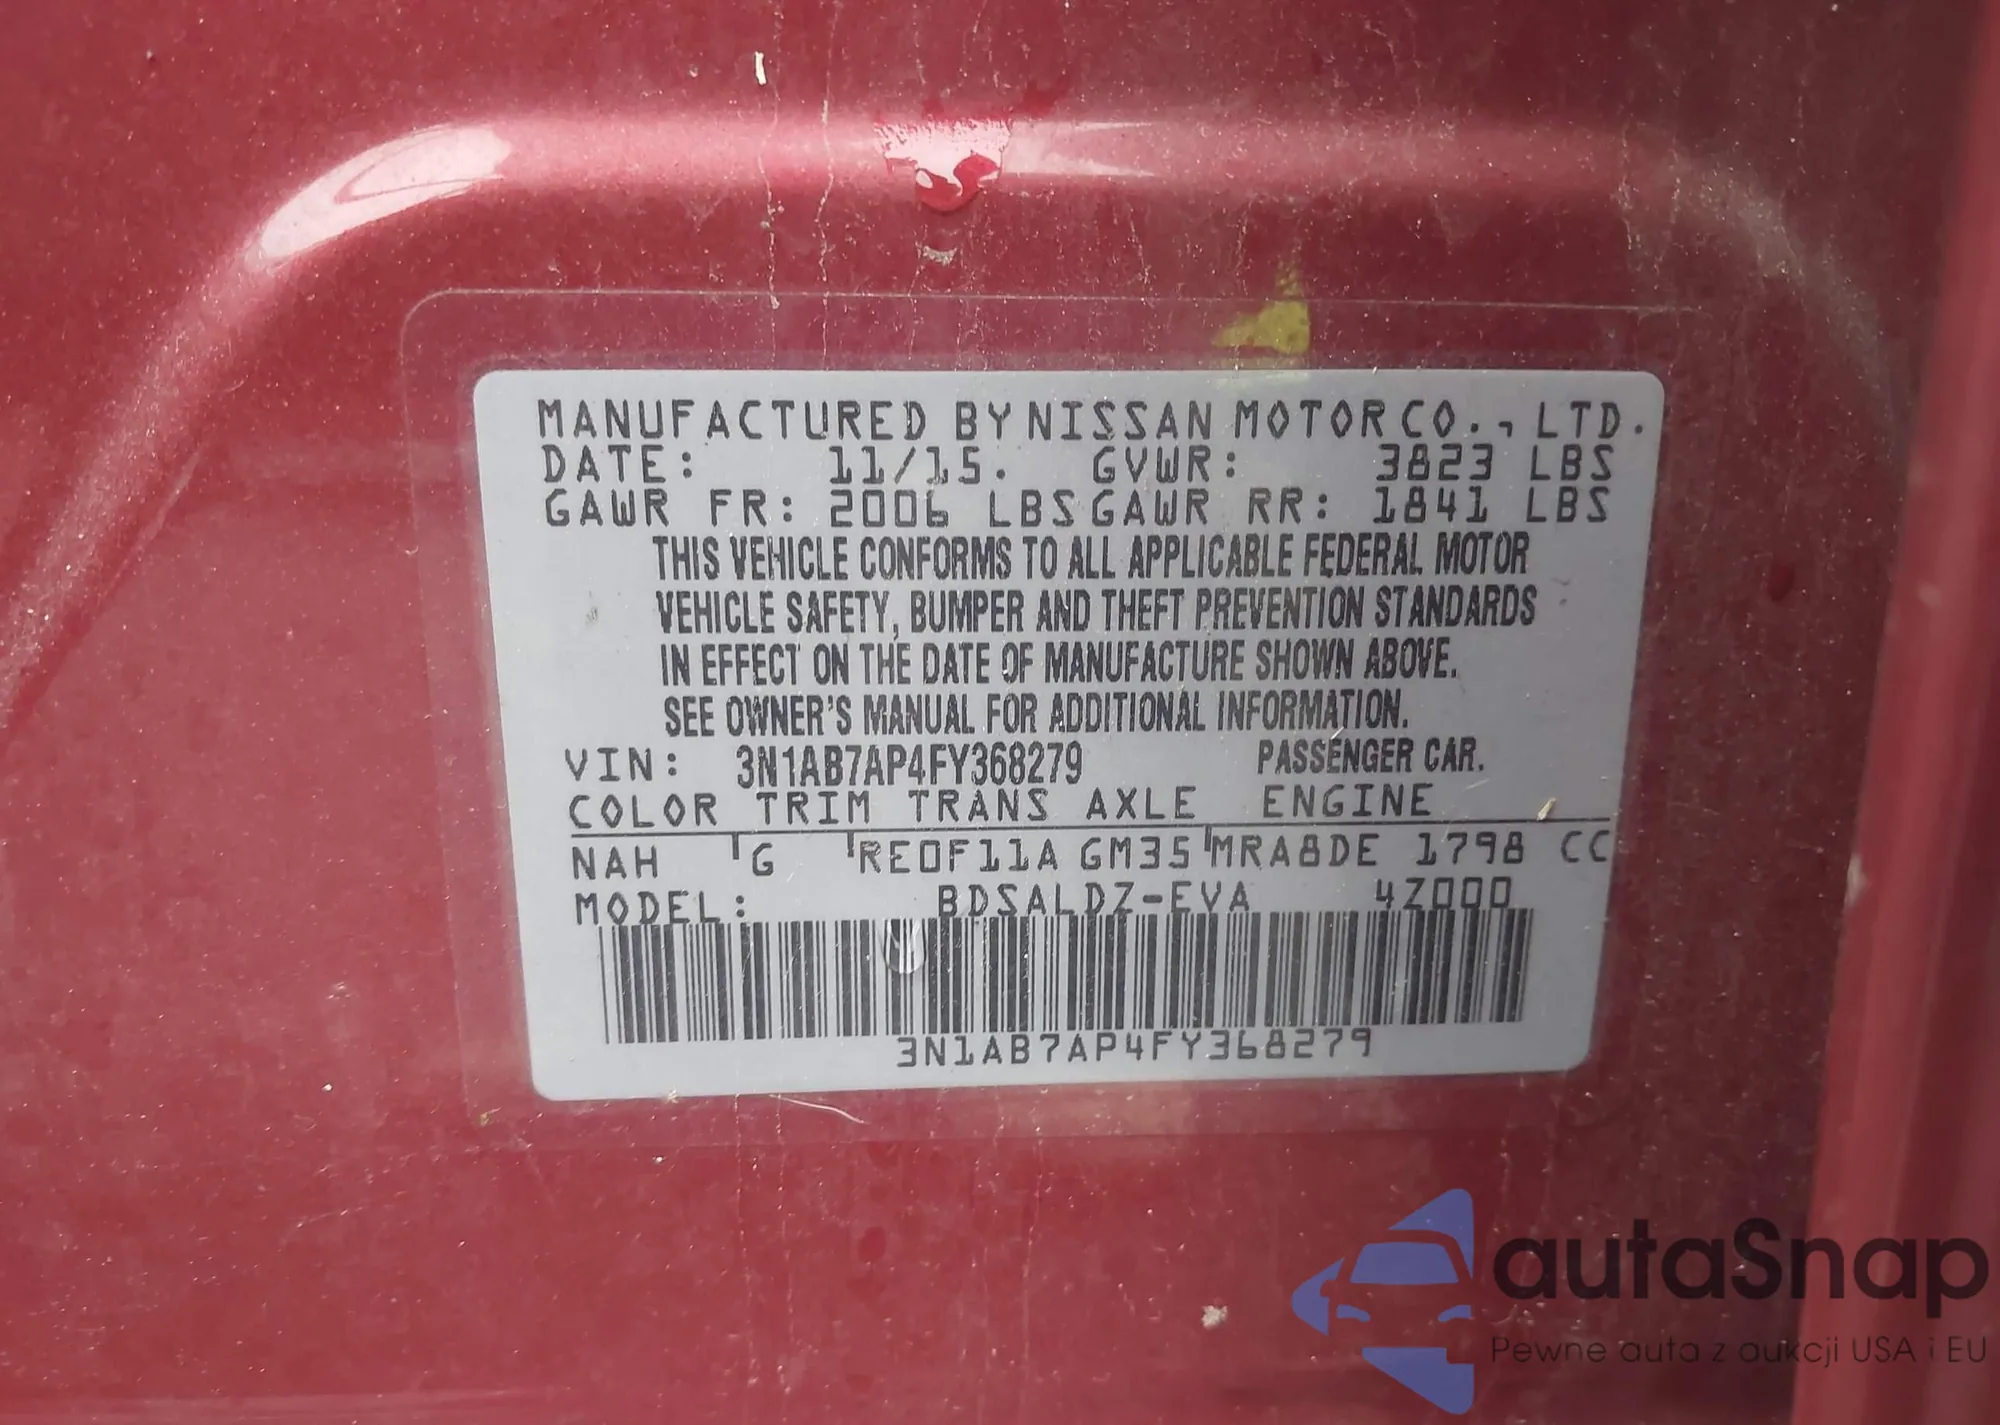 MANUFACTURED BY NISSAN MOTOR CO., LTD.
DATE: 11/15. GVWR: 3823 LBS
GAWR FR: 2006 LBS GAWR RR: 1841 LBS
THIS VEHICLE CONFORMS TO ALL APPLICABLE FEDERAL MOTOR
VEHICLE SAFETY, BUMPER AND THEFT PREVENTION STANDARDS
IN EFFECT ON THE DATE OF MANUFACTURE SHOWN ABOVE.
SEE OWNER'S MANUAL FOR ADDITIONAL INFORMATION.
VIN: 3N1AB7AP4FY368279 PASSENGER CAR.
COLOR TRIM TRANS AXLE ENGINE
NAH G RE0F11A GM35 MRA8DE 1798 CC
MODEL: BDSALDZ-EVA 4Z000
3N1AB7AP4FY368279
autaSnap
Pewne auta z aukcji USA i EU